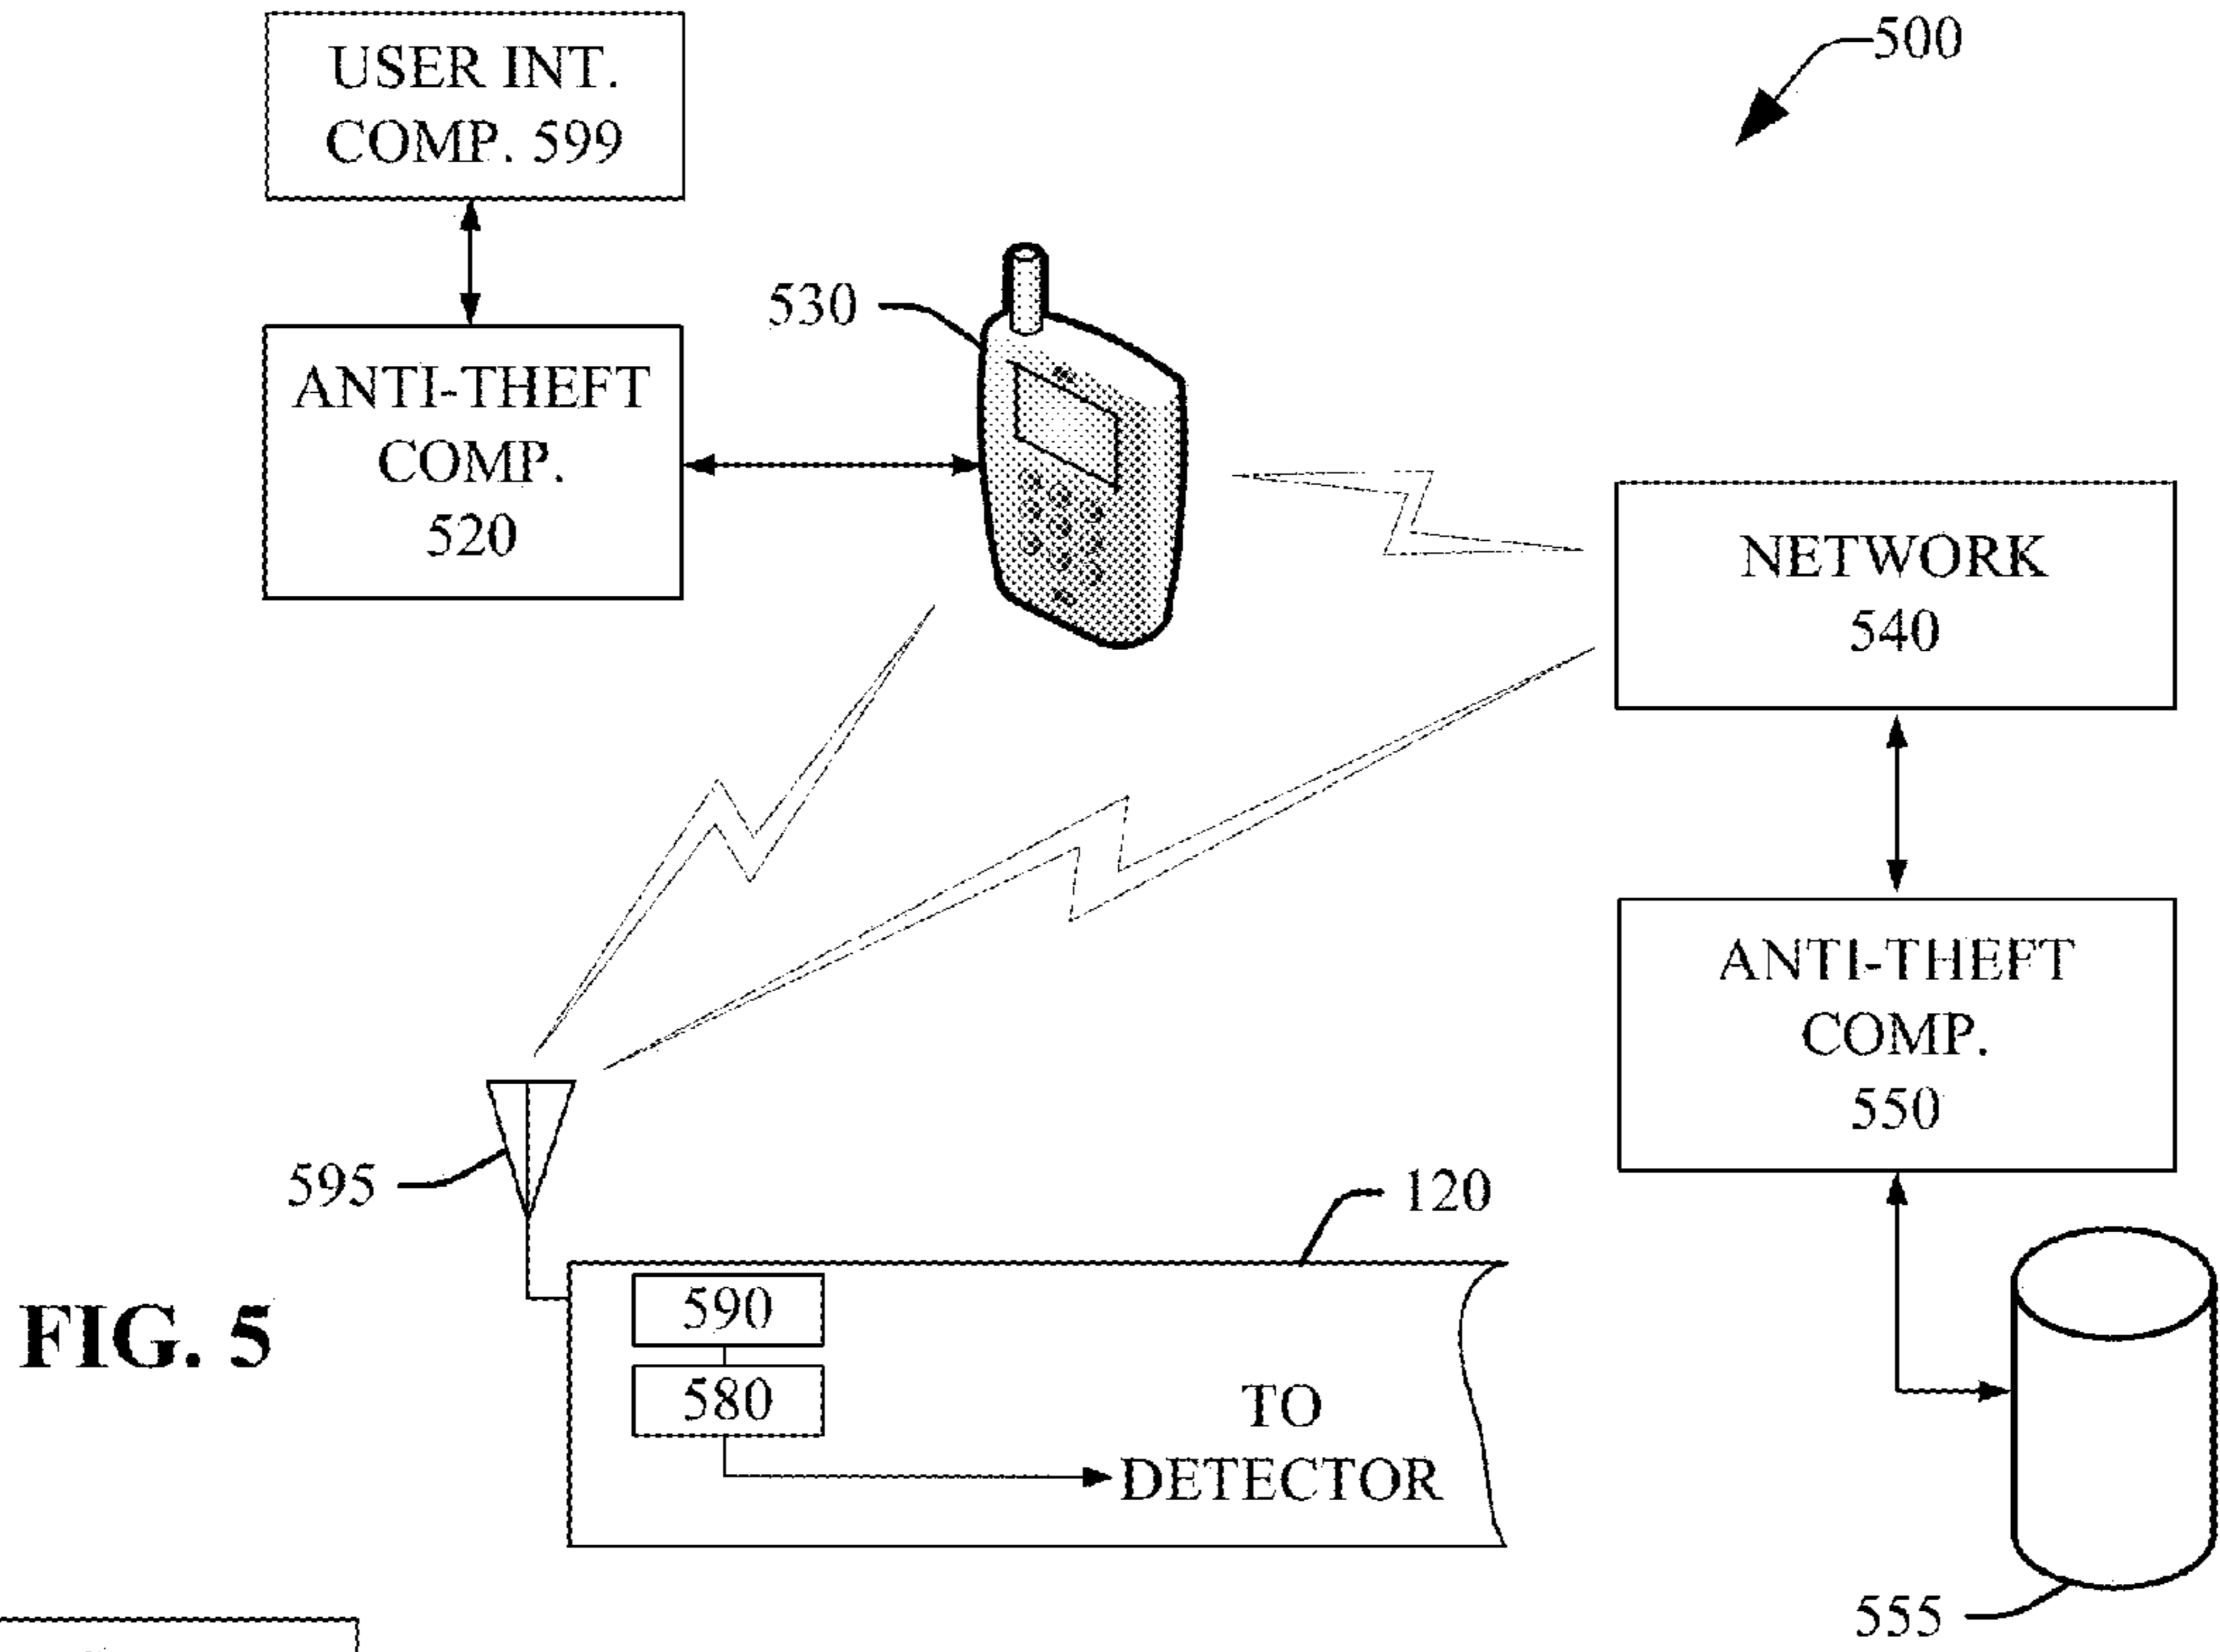 500
USER INT.
COMP. 599
530
ANTI-THEFT
COMP.
520
NETWORK
540
ANTI-THEFT
COMP.
550
595
120
590
580
TO
DETECTOR
FIG. 5
555